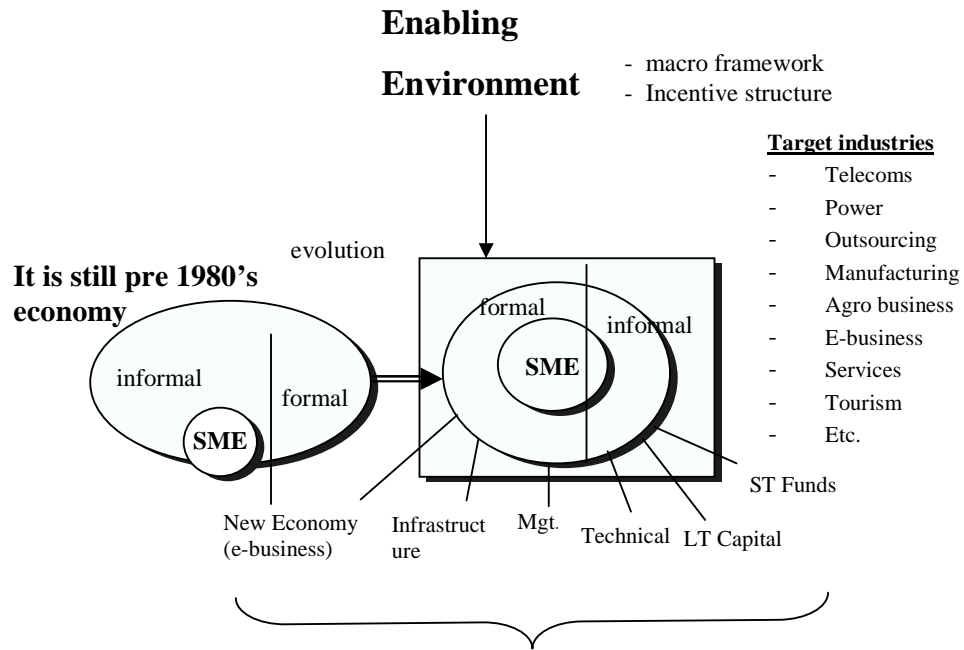 Enabling
Environment
- macro framework
- Incentive structure
Target industries
- Telecoms
- Power
- Outsourcing
- Manufacturing
- Agro business
- E-business
- Services
- Tourism
- Etc.
evolution
It is still pre 1980’s
economy
informal
formal
SME
formal
informal
SME
New Economy
(e-business)
Infrastruct
ure
Mgt.
Technical
LT Capital
ST Funds